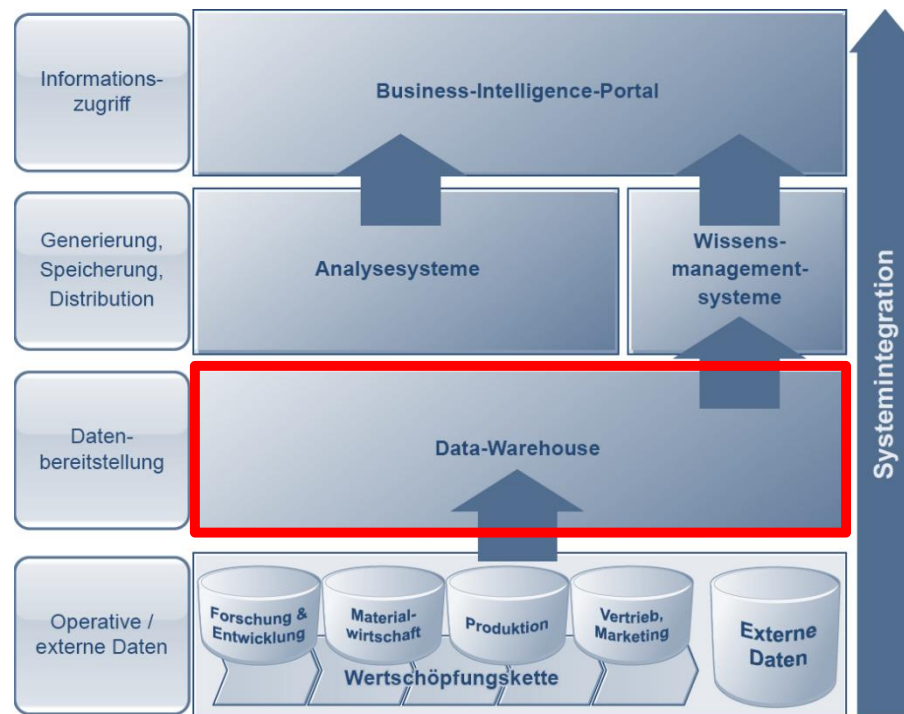 Informations-
zugriff
Business-Intelligence-Portal
Generierung,
Speicherung,
Distribution
Analysesysteme
Wissens-
management-
systeme
Daten-
bereitstellung
Data-Warehouse
Operative /
externe Daten
Forschung &
Entwicklung
Material-
wirtschaft
Produktion
Vertrieb,
Marketing
Externe
Daten
Wertschöpfungskette
Systemintegration